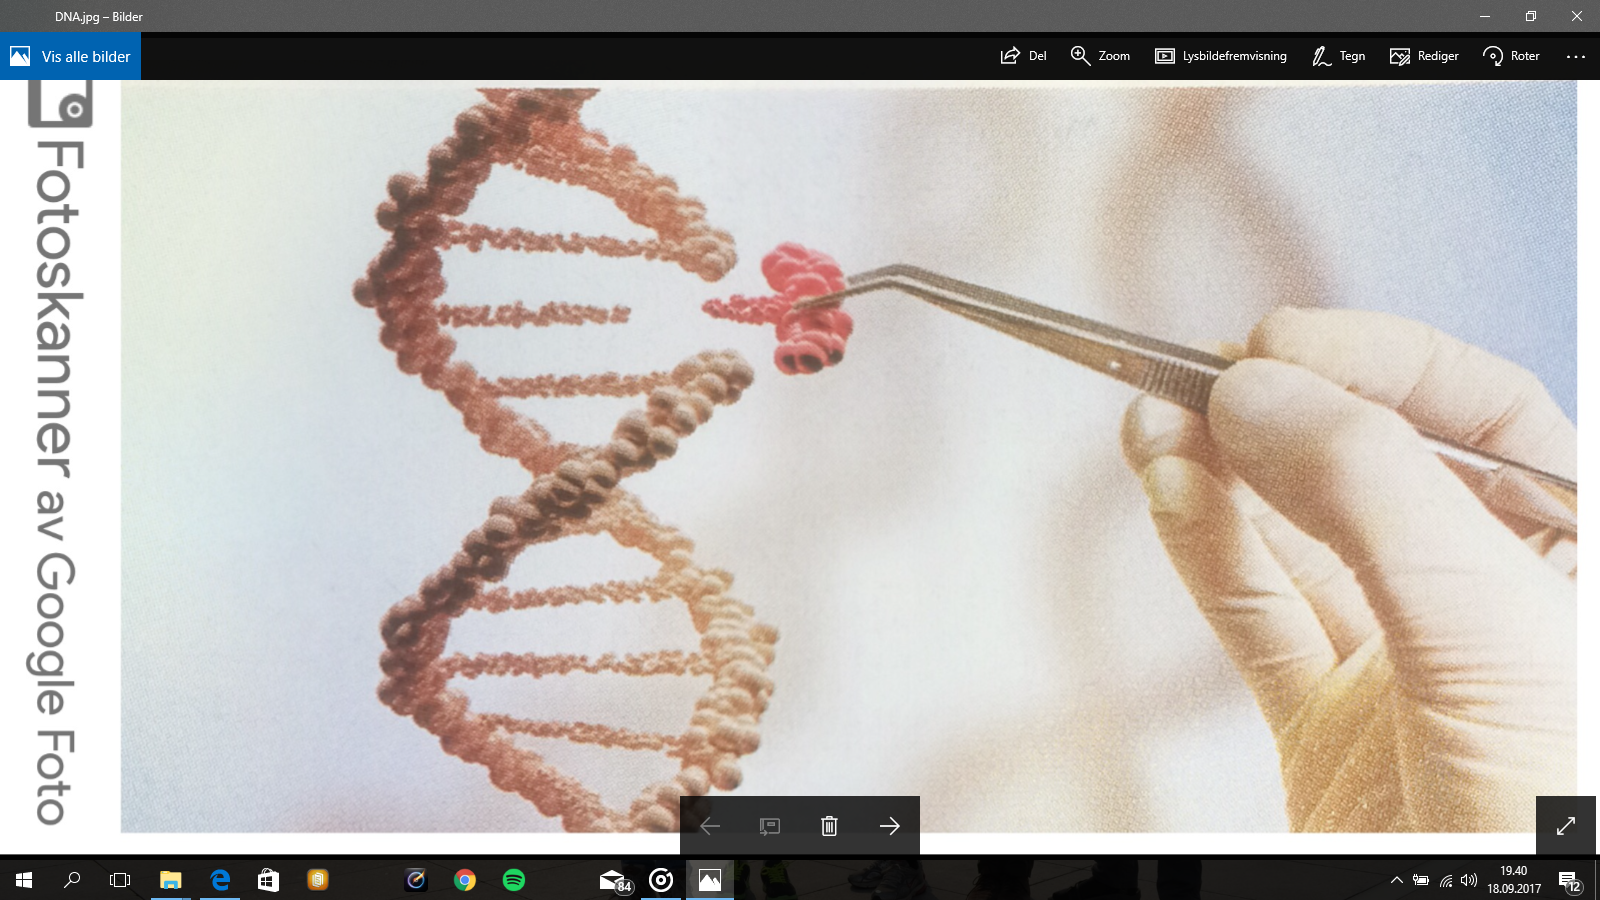 DNA.jpg – Bilder
Vis alle bilder
Del
Zoom
Lysbildefremvisning
Tegn
Rediger
Roter
Fotoskanner av Google Foto
84
19.40
18.09.2017
12